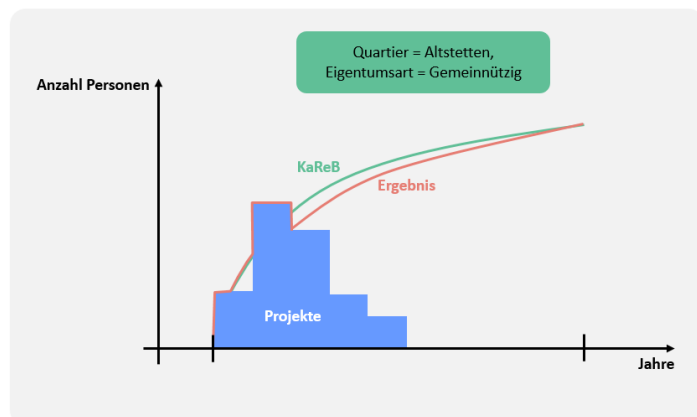 Quartier = Altstetten,
Eigentumsart = Gemeinnützig
Anzahl Personen
KaReB
Ergebnis
Projekte
Jahre